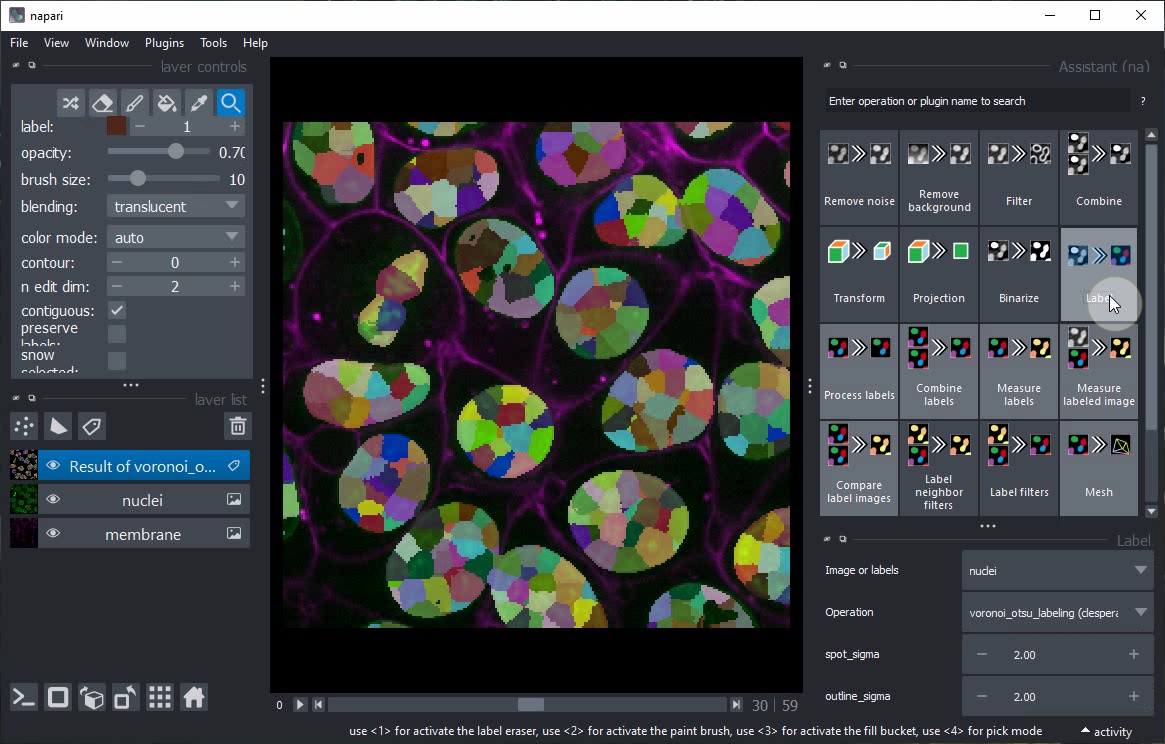 napari
File View Window Plugins Tools Help
layer controls
label: 1
opacity: 0.70
brush size: 10
blending: translucent
color mode: auto
contour: 0
n edit dim: 2
contiguous:
preserve
labels:
show
selected:
layer list
Result of voronoi_o...
nuclei
membrane
0
30 | 59
Assistant (na)
Enter operation or plugin name to search ?
Remove noise
Remove
background
Filter
Combine
Transform
Projection
Binarize
Label
Process labels
Combine
labels
Measure
labels
Measure
labeled image
Compare
label images
Label
neighbor
filters
Label filters
Mesh
Label
Image or labels nuclei
Operation voronoi_otsu_labeling (clespera
spot_sigma 2.00
outline_sigma 2.00
use <1> for activate the label eraser, use <2> for activate the paint brush, use <3> for activate the fill bucket, use <4> for pick mode
activity